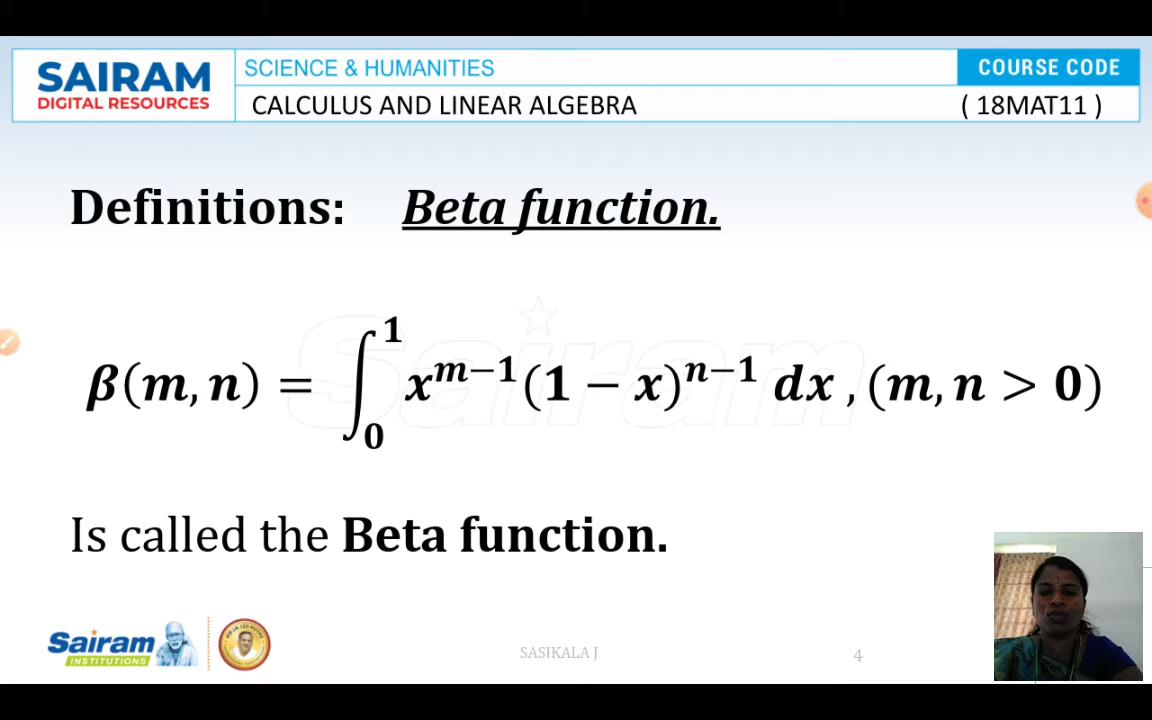 SAIRAM
DIGITAL RESOURCES
SCIENCE & HUMANITIES
COURSE CODE
CALCULUS AND LINEAR ALGEBRA
( 18MAT11 )
Definitions: Beta function.
Sairam
β(m, n) = ∫₀¹ x^{m−1}(1 − x)^{n−1} dx , (m, n > 0)
Is called the Beta function.
Sairam
INSTITUTIONS
SASIKALA J
4